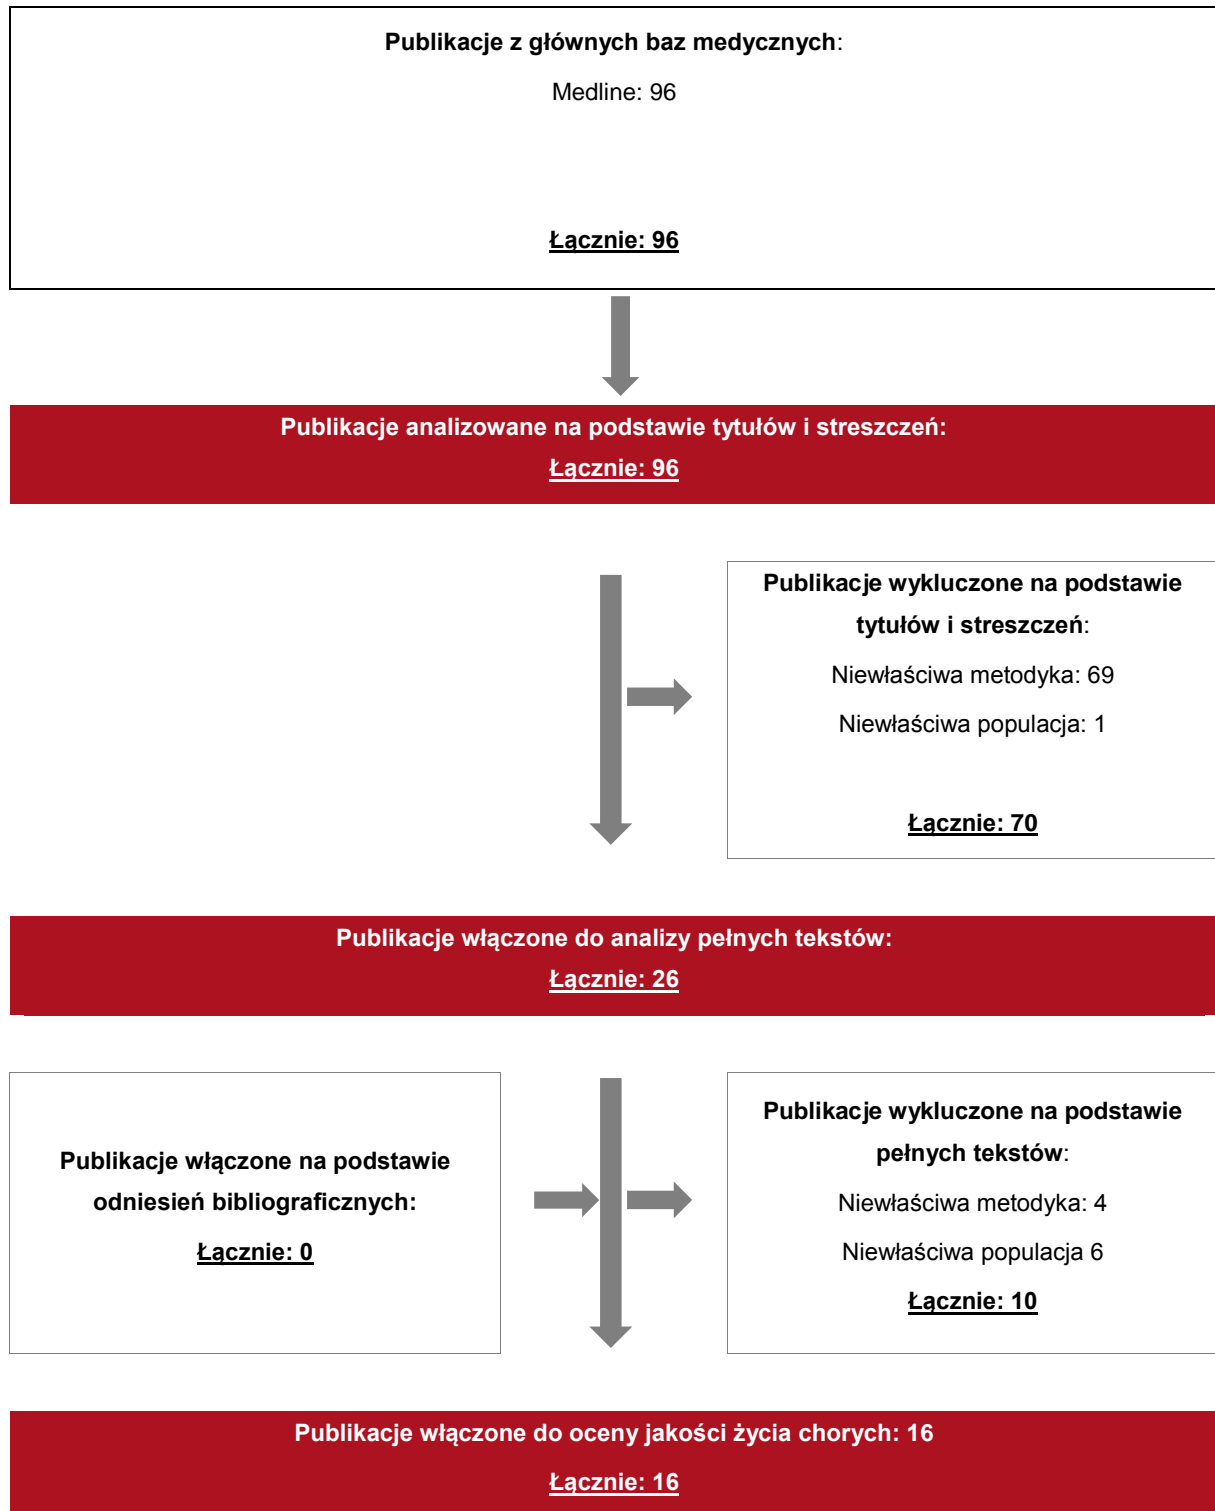 Publikacje z głównych baz medycznych:
Medline: 96
Łącznie: 96
Publikacje analizowane na podstawie tytułów i streszczeń:
Łącznie: 96
Publikacje wykluczone na podstawie
tytułów i streszczeń:
Niewłaściwa metodyka: 69
Niewłaściwa populacja: 1
Łącznie: 70
Publikacje włączone do analizy pełnych tekstów:
Łącznie: 26
Publikacje włączone na podstawie
odniesień bibliograficznych:
Łącznie: 0
Publikacje wykluczone na podstawie
pełnych tekstów:
Niewłaściwa metodyka: 4
Niewłaściwa populacja 6
Łącznie: 10
Publikacje włączone do oceny jakości życia chorych: 16
Łącznie: 16